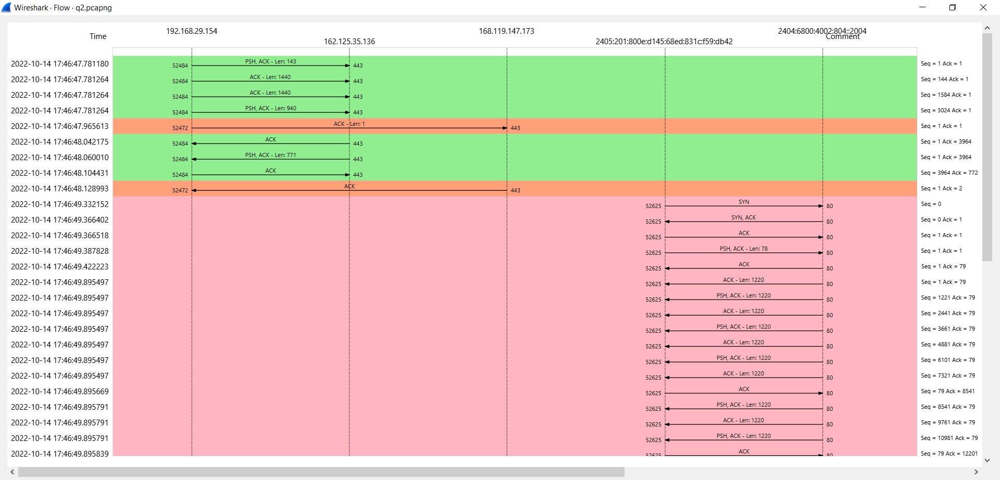 Wireshark · Flow · q2.pcapng
192.168.29.154 168.119.147.173 2404:6800:4002:804::2004
Time 162.125.35.136 2405:201:800e:d145:68ed:831c:f59:db42 Comment
2022-10-14 17:46:47.781180 52484 PSH, ACK - Len: 143 443 Seq = 1 Ack = 1
2022-10-14 17:46:47.781264 52484 ACK - Len: 1440 443 Seq = 144 Ack = 1
2022-10-14 17:46:47.781264 52484 ACK - Len: 1440 443 Seq = 1584 Ack = 1
2022-10-14 17:46:47.781264 52484 PSH, ACK - Len: 940 443 Seq = 3024 Ack = 1
2022-10-14 17:46:47.965613 52472 ACK - Len: 1 443 Seq = 1 Ack = 1
2022-10-14 17:46:48.042175 52484 ACK 443 Seq = 1 Ack = 3964
2022-10-14 17:46:48.060010 52484 PSH, ACK - Len: 771 443 Seq = 1 Ack = 3964
2022-10-14 17:46:48.104431 52484 ACK 443 Seq = 3964 Ack = 772
2022-10-14 17:46:48.128993 52472 ACK 443 Seq = 1 Ack = 2
2022-10-14 17:46:49.332152 52625 SYN 80 Seq = 0
2022-10-14 17:46:49.366402 52625 SYN, ACK 80 Seq = 0 Ack = 1
2022-10-14 17:46:49.366518 52625 ACK 80 Seq = 1 Ack = 1
2022-10-14 17:46:49.387828 52625 PSH, ACK - Len: 78 80 Seq = 1 Ack = 1
2022-10-14 17:46:49.422223 52625 ACK 80 Seq = 1 Ack = 79
2022-10-14 17:46:49.895497 52625 ACK - Len: 1220 80 Seq = 1 Ack = 79
2022-10-14 17:46:49.895497 52625 PSH, ACK - Len: 1220 80 Seq = 1221 Ack = 79
2022-10-14 17:46:49.895497 52625 ACK - Len: 1220 80 Seq = 2441 Ack = 79
2022-10-14 17:46:49.895497 52625 PSH, ACK - Len: 1220 80 Seq = 3661 Ack = 79
2022-10-14 17:46:49.895497 52625 ACK - Len: 1220 80 Seq = 4881 Ack = 79
2022-10-14 17:46:49.895497 52625 PSH, ACK - Len: 1220 80 Seq = 6101 Ack = 79
2022-10-14 17:46:49.895497 52625 ACK - Len: 1220 80 Seq = 7321 Ack = 79
2022-10-14 17:46:49.895669 52625 ACK 80 Seq = 79 Ack = 8541
2022-10-14 17:46:49.895791 52625 PSH, ACK - Len: 1220 80 Seq = 8541 Ack = 79
2022-10-14 17:46:49.895791 52625 ACK - Len: 1220 80 Seq = 9761 Ack = 79
2022-10-14 17:46:49.895791 52625 PSH, ACK - Len: 1220 80 Seq = 10981 Ack = 79
2022-10-14 17:46:49.895839 52625 ACK 80 Seq = 79 Ack = 12201